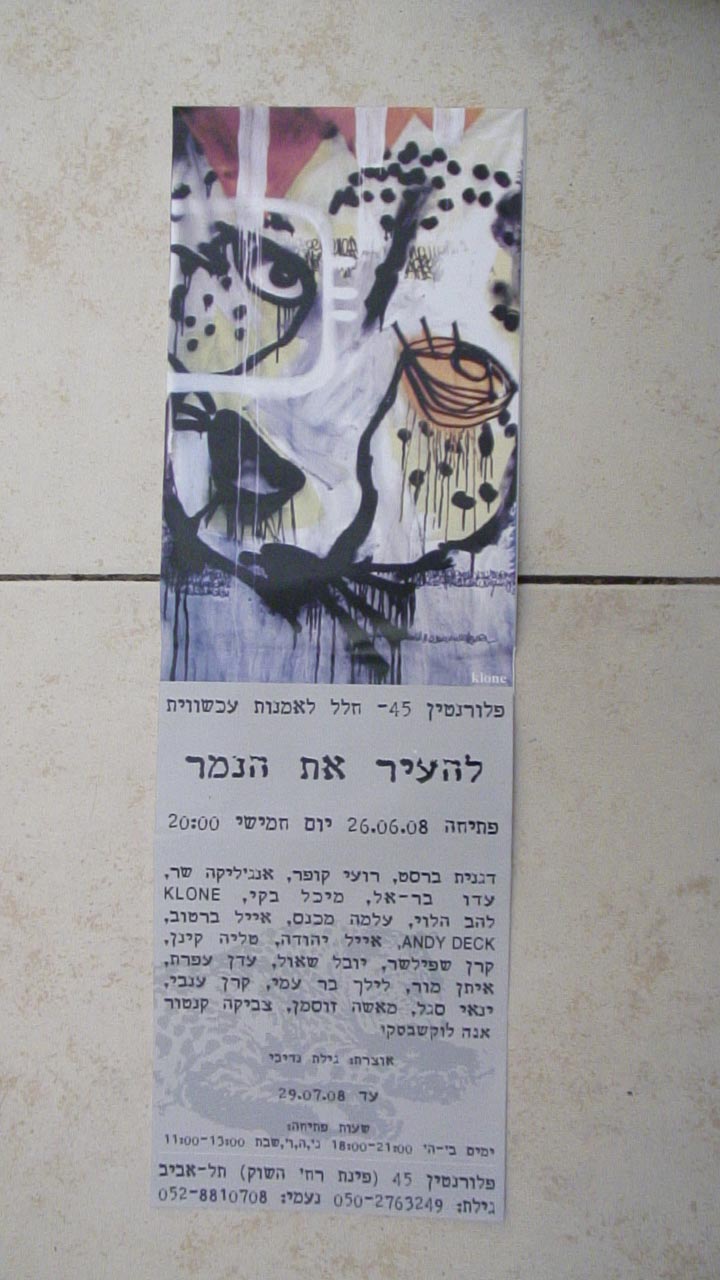 klone
פלורנטין 45- חלל לאמנות עכשווית
להעיר את הנמר
פתיחה 26.06.08 יום חמישי 20:00
דגנית ברסט, רועי קופר, אנג'ליקה שר,
עדו בר-אל, מיכל בקי, KLONE
להב הלוי, עלמה מכנס, אייל ברטוב,
ANDY DECK, אייל יהודה, טליה קינן,
קרן שפילשר, יובל שאול, עדן עפרת,
איתן מור, לילך בר עמי, קרן ענבי,
ינאי סגל, מאשה זוסמן, צביקה קנטור
אנה לוקשבסקי
אוצרת: גילת נדיבי
עד 29.07.08
שעות פתיחה:
ימים ב'-ה' 18:00-21:00 ג',ה,ו',שבת 11:00-13:00
פלורנטין 45 (פינת רח' השוק) תל-אביב
גילת: 050-2763249 נעמי: 052-8810708